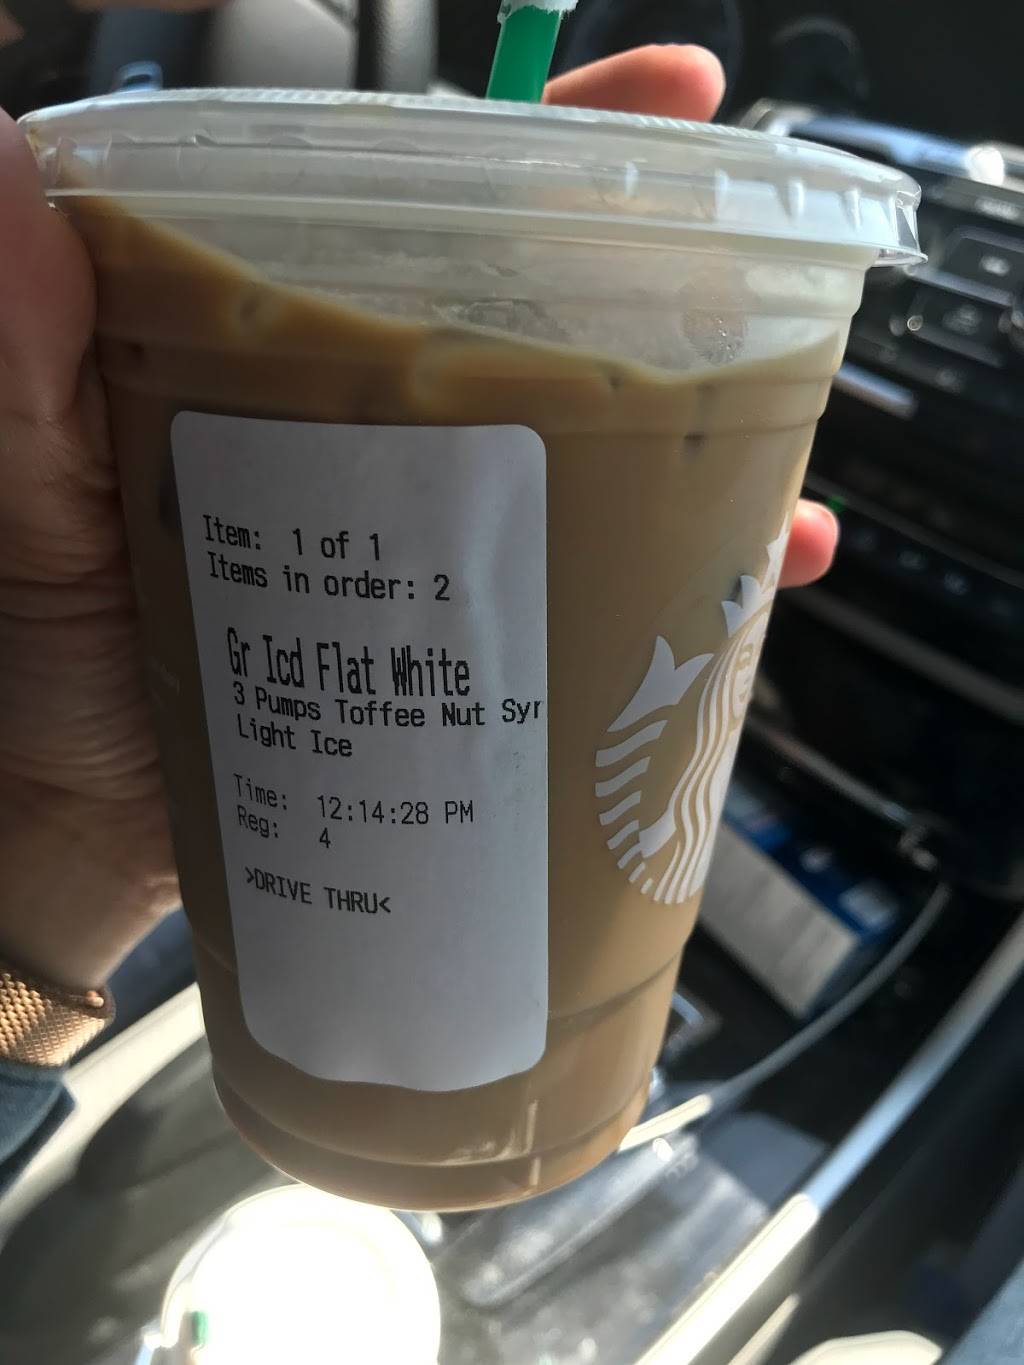 Item: 1 of 1
Items in order: 2
Gr Icd Flat White
3 Pumps Toffee Nut Syr
Light Ice
Time: 12:14:28 PM
Reg: 4
>DRIVE THRU<